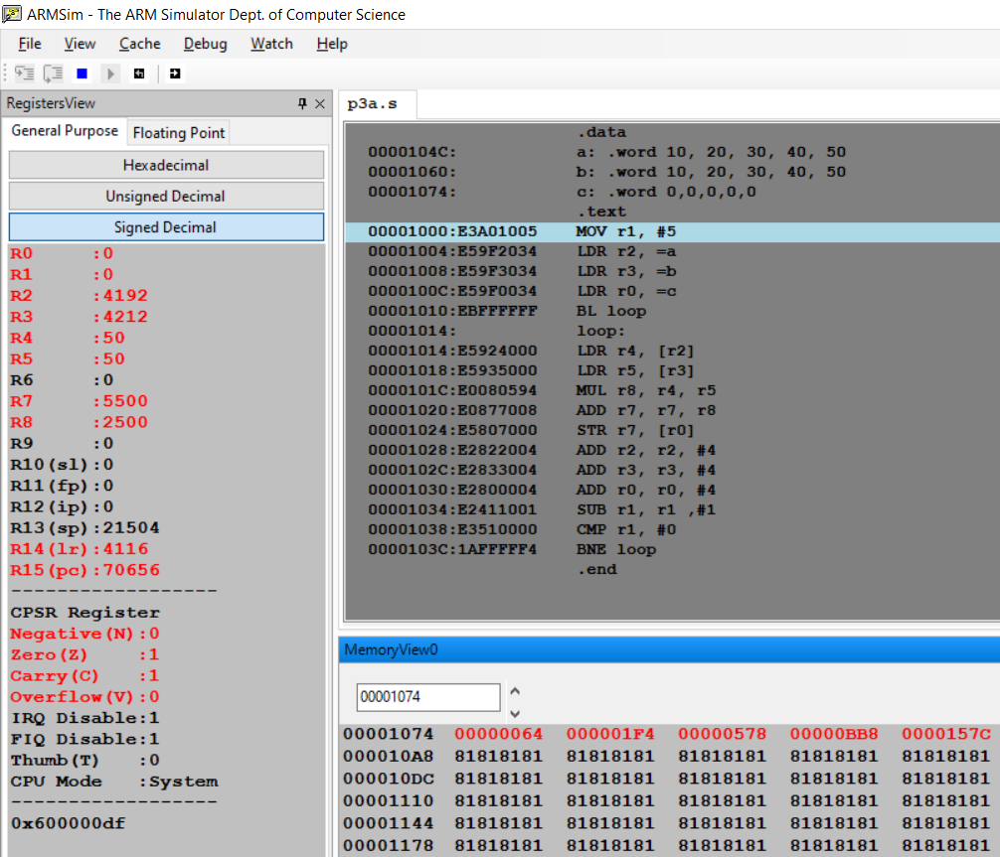 ARMSim - The ARM Simulator Dept. of Computer Science
File View Cache Debug Watch Help
RegistersView
General Purpose Floating Point
Hexadecimal
Unsigned Decimal
Signed Decimal
R0 :0
R1 :0
R2 :4192
R3 :4212
R4 :50
R5 :50
R6 :0
R7 :5500
R8 :2500
R9 :0
R10(sl):0
R11(fp):0
R12(ip):0
R13(sp):21504
R14(lr):4116
R15(pc):70656
------------------
CPSR Register
Negative(N):0
Zero(Z) :1
Carry(C) :1
Overflow(V):0
IRQ Disable:1
FIQ Disable:1
Thumb(T) :0
CPU Mode :System
------------------
0x600000df
p3a.s
.data
0000104C: a: .word 10, 20, 30, 40, 50
00001060: b: .word 10, 20, 30, 40, 50
00001074: c: .word 0,0,0,0,0
.text
00001000:E3A01005 MOV r1, #5
00001004:E59F2034 LDR r2, =a
00001008:E59F3034 LDR r3, =b
0000100C:E59F0034 LDR r0, =c
00001010:EBFFFFFF BL loop
00001014: loop:
00001014:E5924000 LDR r4, [r2]
00001018:E5935000 LDR r5, [r3]
0000101C:E0080594 MUL r8, r4, r5
00001020:E0877008 ADD r7, r7, r8
00001024:E5807000 STR r7, [r0]
00001028:E2822004 ADD r2, r2, #4
0000102C:E2833004 ADD r3, r3, #4
00001030:E2800004 ADD r0, r0, #4
00001034:E2411001 SUB r1, r1 ,#1
00001038:E3510000 CMP r1, #0
0000103C:1AFFFFF4 BNE loop
.end
MemoryView0
00001074
00001074 00000064 000001F4 00000578 00000BB8 0000157C
000010A8 81818181 81818181 81818181 81818181 81818181
000010DC 81818181 81818181 81818181 81818181 81818181
00001110 81818181 81818181 81818181 81818181 81818181
00001144 81818181 81818181 81818181 81818181 81818181
00001178 81818181 81818181 81818181 81818181 81818181